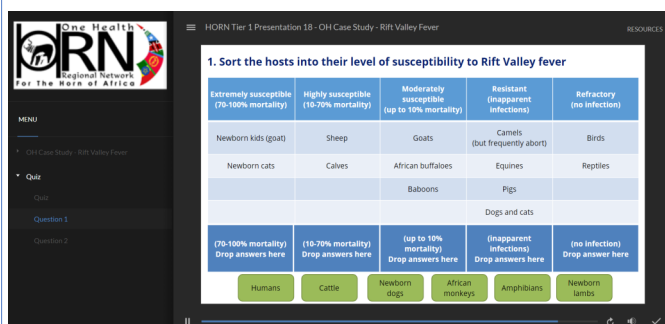 One Health
HORN
Regional Network
For The Horn of Africa
MENU
OH Case Study - Rift Valley Fever
Quiz
Quiz
Question 1
Question 2
HORN Tier 1 Presentation 18 - OH Case Study - Rift Valley Fever
RESOURCES
1. Sort the hosts into their level of susceptibility to Rift Valley fever
Extremely susceptible
(70-100% mortality)
Highly susceptible
(10-70% mortality)
Moderately
susceptible
(up to 10% mortality)
Resistant
(inapparent
infections)
Refractory
(no infection)
Newborn kids (goat)
Sheep
Goats
Camels
(but frequently abort)
Birds
Newborn cats
Calves
African buffaloes
Equines
Reptiles
Baboons
Pigs
Dogs and cats
(70-100% mortality)
Drop answers here
(10-70% mortality)
Drop answers here
(up to 10%
mortality)
Drop answers here
(inapparent
infections)
Drop answers here
(no infection)
Drop answer here
Humans
Cattle
Newborn
dogs
African
monkeys
Amphibians
Newborn
lambs